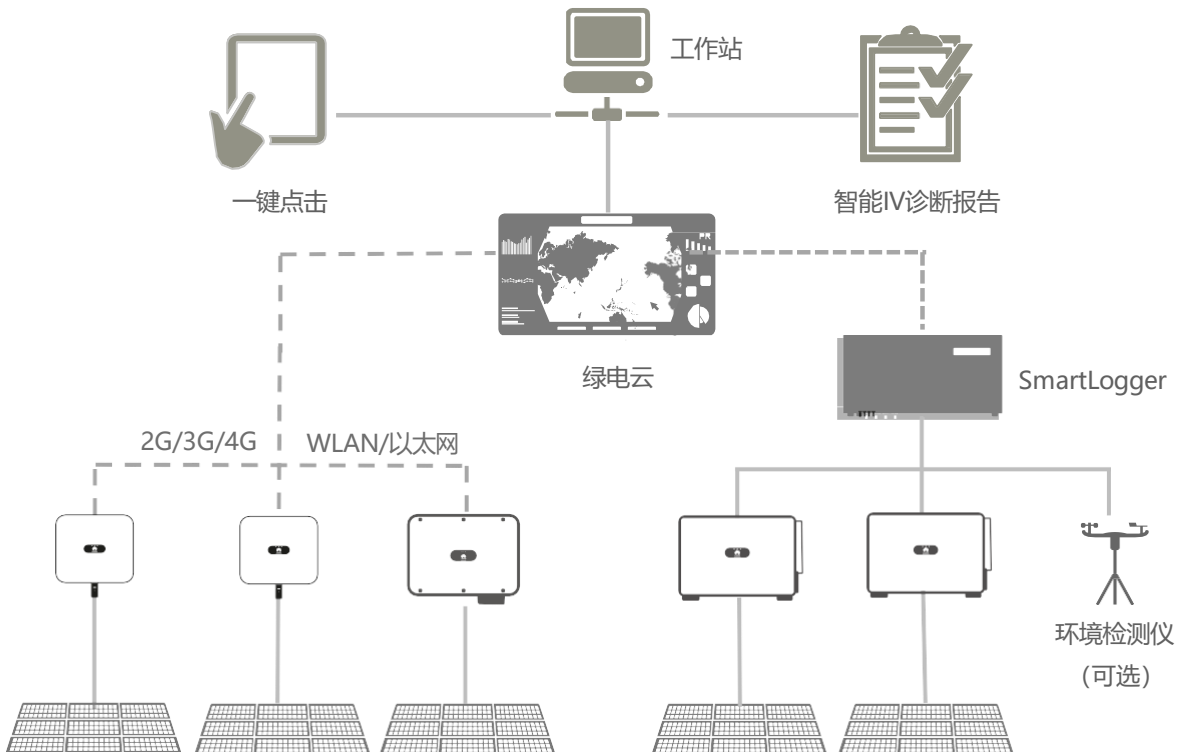 工作站
一键点击
智能IV诊断报告
绿电云
SmartLogger
2G/3G/4G
WLAN/以太网
环境检测仪
(可选)